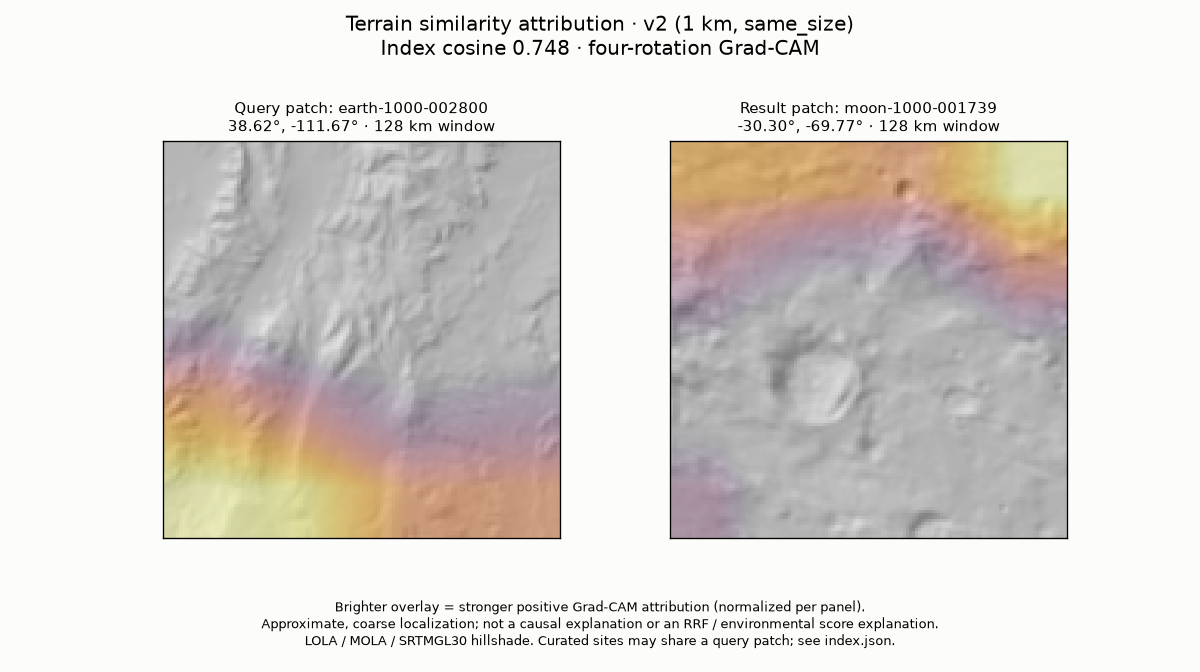 Terrain similarity attribution · v2 (1 km, same_size)
Index cosine 0.748 · four-rotation Grad-CAM
Query patch: earth-1000-002800
38.62°, -111.67° · 128 km window
Result patch: moon-1000-001739
-30.30°, -69.77° · 128 km window
Brighter overlay = stronger positive Grad-CAM attribution (normalized per panel).
Approximate, coarse localization; not a causal explanation or an RRF / environmental score explanation.
LOLA / MOLA / SRTMGL30 hillshade. Curated sites may share a query patch; see index.json.